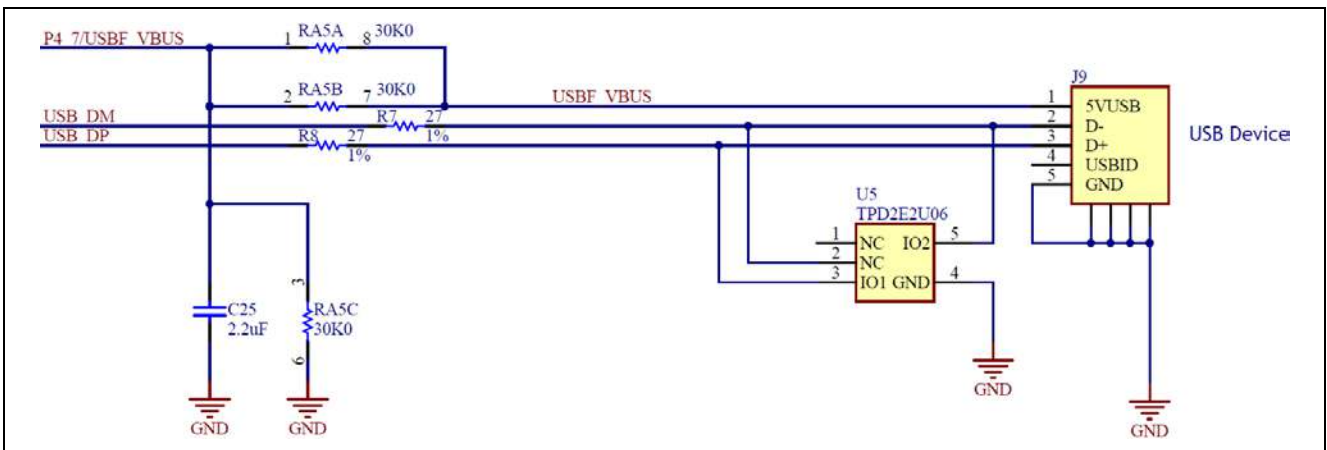 RA5A
P4_7/USBF_VBUS 1 8 30K0
RA5B
2 7 30K0 USBF_VBUS
USB_DM R7 27
1%
USB_DP R8 27
1%
J9
1 5VUSB
2 D-
3 D+
4 USBID
5 GND
USB Device
U5
TPD2E2U06
1 NC IO2 5
2 NC
3 IO1 GND 4
C25
2.2uF
3 RA5C
30K0
6
GND
GND
GND
GND